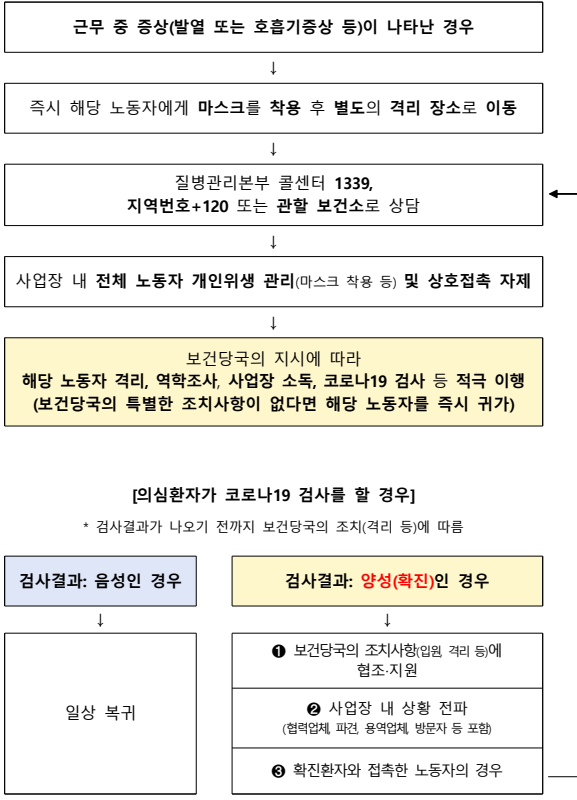 근무 중 증상(발열 또는 호흡기증상 등)이 나타난 경우
↓
즉시 해당 노동자에게 마스크를 착용 후 별도의 격리 장소로 이동
↓
질병관리본부 콜센터 1339,
지역번호+120 또는 관할 보건소로 상담
↓
사업장 내 전체 노동자 개인위생 관리(마스크 착용 등) 및 상호접촉 자제
↓
보건당국의 지시에 따라
해당 노동자 격리, 역학조사, 사업장 소독, 코로나19 검사 등 적극 이행
(보건당국의 특별한 조치사항이 없다면 해당 노동자를 즉시 귀가)
[의심환자가 코로나19 검사를 할 경우]
* 검사결과가 나오기 전까지 보건당국의 조치(격리 등)에 따름
검사결과: 음성인 경우
↓
일상 복귀
검사결과: 양성(확진)인 경우
↓
❶ 보건당국의 조치사항(입원, 격리 등)에
협조·지원
❷ 사업장 내 상황 전파
(협력업체, 파견, 용역업체, 방문자 등 포함)
❸ 확진환자와 접촉한 노동자의 경우